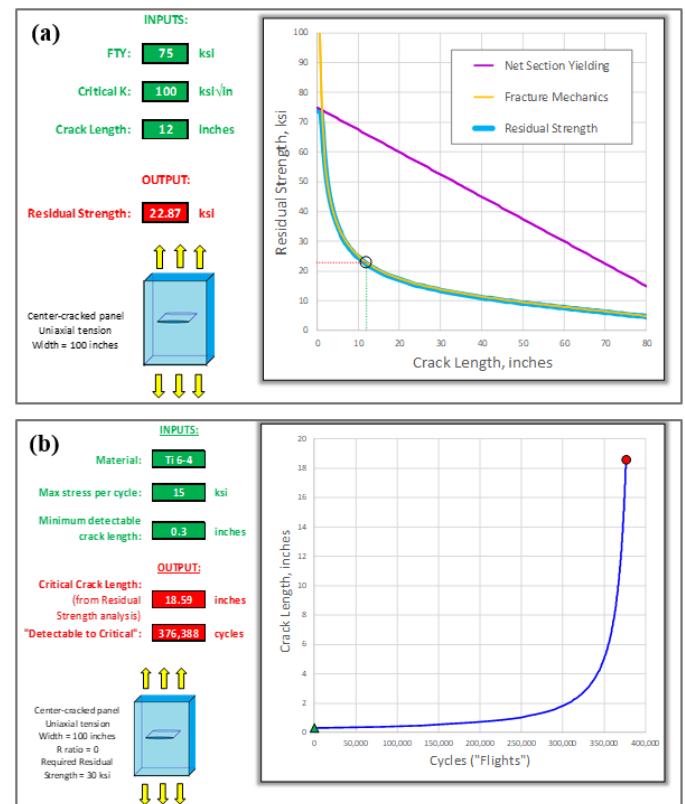 (a)
INPUTS:
FTY: 75 ksi
Critical K: 100 ksi√in
Crack Length: 12 inches
OUTPUT:
Residual Strength: 22.87 ksi
Center-cracked panel
Uniaxial tension
Width = 100 inches
Residual Strength, ksi
100
90
80
70
60
50
40
30
20
10
0
Net Section Yielding
Fracture Mechanics
Residual Strength
0 10 20 30 40 50 60 70 80
Crack Length, inches
(b)
INPUTS:
Material: Ti 6-4
Max stress per cycle: 15 ksi
Minimum detectable
crack length: 0.3 inches
OUTPUT:
Critical Crack Length:
(from Residual 18.59 inches
Strength analysis)
"Detectable to Critical": 376,388 cycles
Center-cracked panel
Uniaxial tension
Width = 100 inches
R ratio = 0
Required Residual
Strength = 30 ksi
Crack Length, inches
20
18
16
14
12
10
8
6
4
2
0
0 50,000 100,000 150,000 200,000 250,000 300,000 350,000 400,000
Cycles ("Flights")